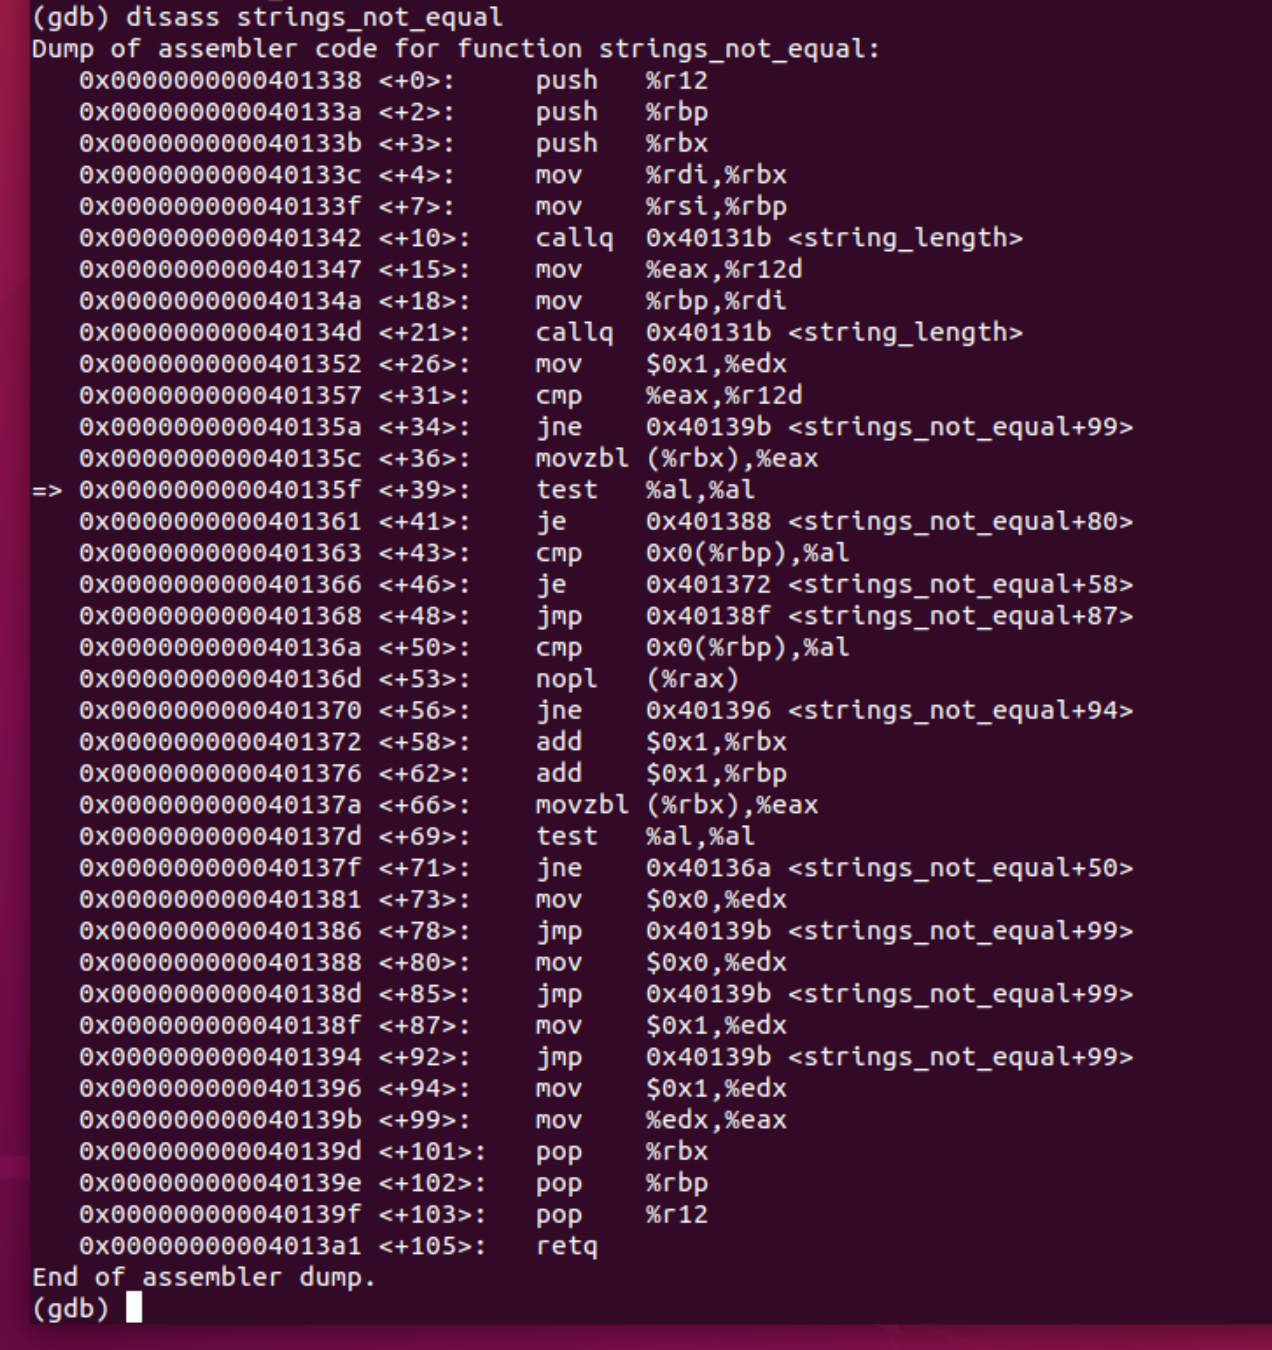 (gdb) disass strings_not_equal
Dump of assembler code for function strings_not_equal:
   0x0000000000401338 <+0>:     push   %r12
   0x000000000040133a <+2>:     push   %rbp
   0x000000000040133b <+3>:     push   %rbx
   0x000000000040133c <+4>:     mov    %rdi,%rbx
   0x000000000040133f <+7>:     mov    %rsi,%rbp
   0x0000000000401342 <+10>:    callq  0x40131b <string_length>
   0x0000000000401347 <+15>:    mov    %eax,%r12d
   0x000000000040134a <+18>:    mov    %rbp,%rdi
   0x000000000040134d <+21>:    callq  0x40131b <string_length>
   0x0000000000401352 <+26>:    mov    $0x1,%edx
   0x0000000000401357 <+31>:    cmp    %eax,%r12d
   0x000000000040135a <+34>:    jne    0x40139b <strings_not_equal+99>
   0x000000000040135c <+36>:    movzbl (%rbx),%eax
=> 0x000000000040135f <+39>:    test   %al,%al
   0x0000000000401361 <+41>:    je     0x401388 <strings_not_equal+80>
   0x0000000000401363 <+43>:    cmp    0x0(%rbp),%al
   0x0000000000401366 <+46>:    je     0x401372 <strings_not_equal+58>
   0x0000000000401368 <+48>:    jmp    0x40138f <strings_not_equal+87>
   0x000000000040136a <+50>:    cmp    0x0(%rbp),%al
   0x000000000040136d <+53>:    nopl   (%rax)
   0x0000000000401370 <+56>:    jne    0x401396 <strings_not_equal+94>
   0x0000000000401372 <+58>:    add    $0x1,%rbx
   0x0000000000401376 <+62>:    add    $0x1,%rbp
   0x000000000040137a <+66>:    movzbl (%rbx),%eax
   0x000000000040137d <+69>:    test   %al,%al
   0x000000000040137f <+71>:    jne    0x40136a <strings_not_equal+50>
   0x0000000000401381 <+73>:    mov    $0x0,%edx
   0x0000000000401386 <+78>:    jmp    0x40139b <strings_not_equal+99>
   0x0000000000401388 <+80>:    mov    $0x0,%edx
   0x000000000040138d <+85>:    jmp    0x40139b <strings_not_equal+99>
   0x000000000040138f <+87>:    mov    $0x1,%edx
   0x0000000000401394 <+92>:    jmp    0x40139b <strings_not_equal+99>
   0x0000000000401396 <+94>:    mov    $0x1,%edx
   0x000000000040139b <+99>:    mov    %edx,%eax
   0x000000000040139d <+101>:   pop    %rbx
   0x000000000040139e <+102>:   pop    %rbp
   0x000000000040139f <+103>:   pop    %r12
   0x00000000004013a1 <+105>:   retq
End of assembler dump.
(gdb)